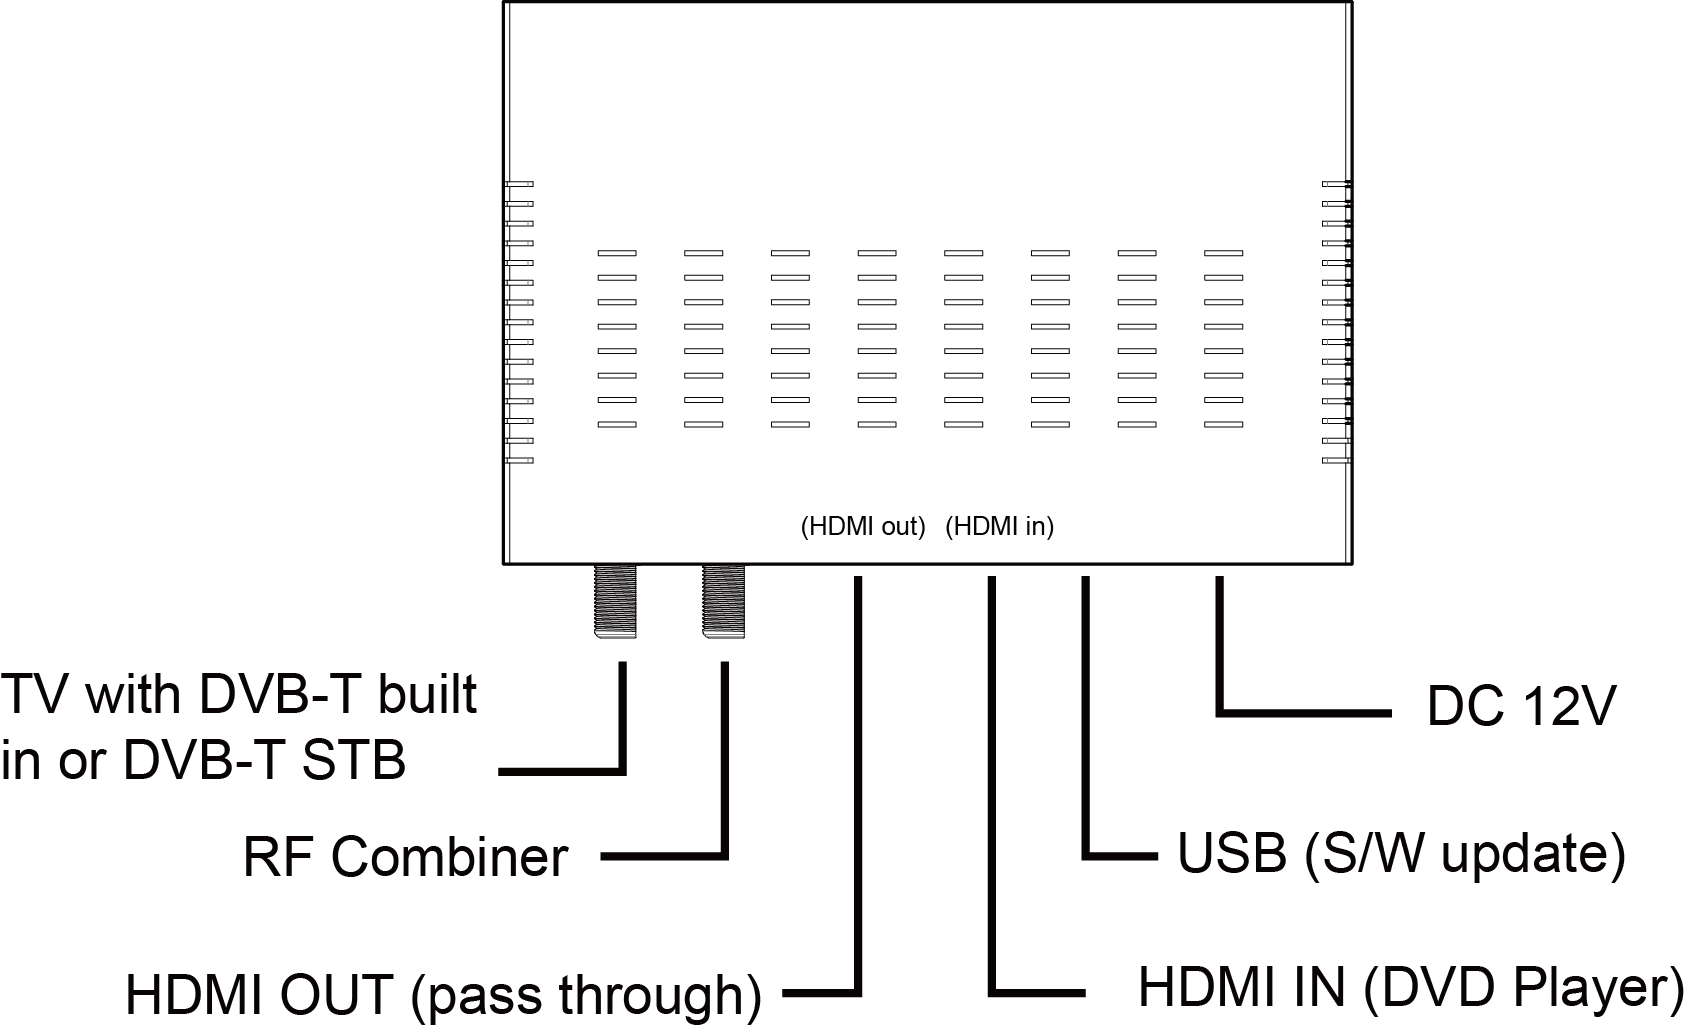 (HDMI out) (HDMI in)
TV with DVB-T built
in or DVB-T STB
DC 12V
RF Combiner
USB (S/W update)
HDMI OUT (pass through)
HDMI IN (DVD Player)